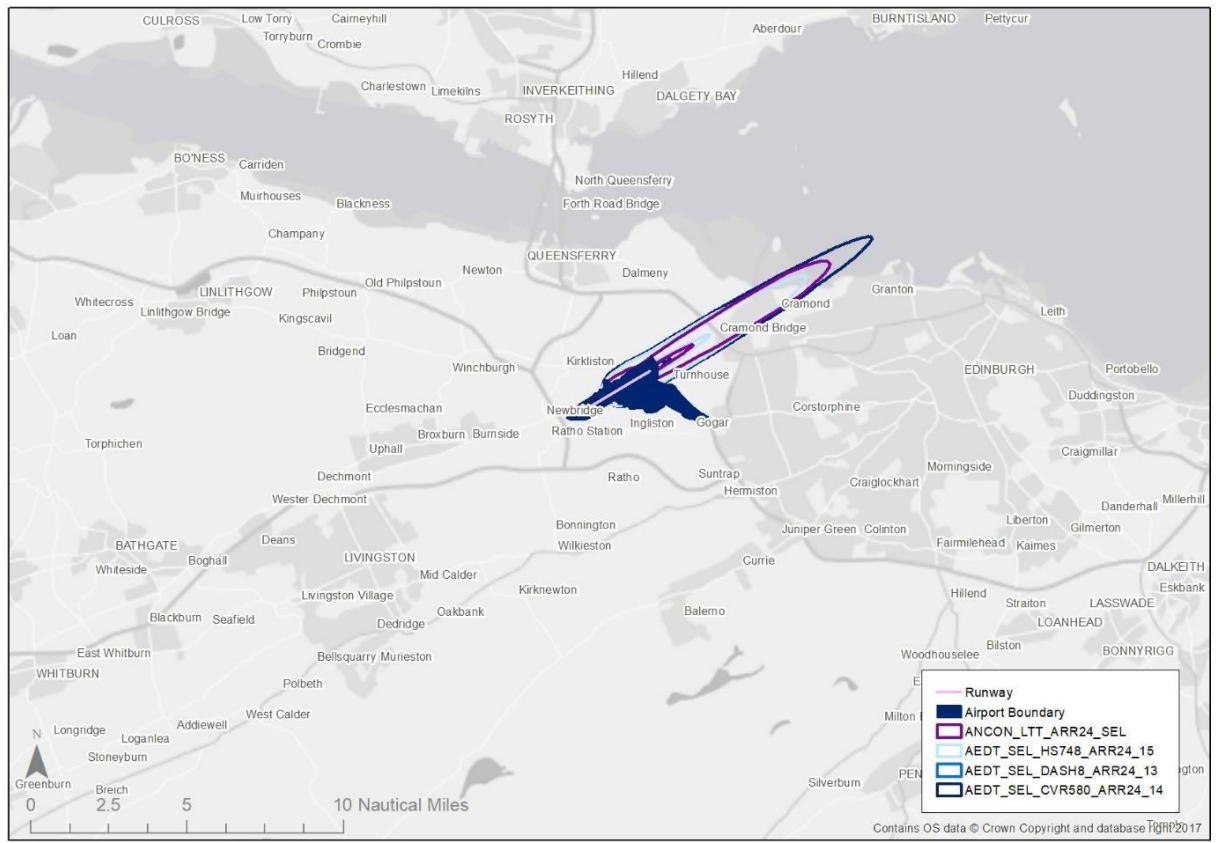 CULROSS
Low Torry
Cairneyhill
BURNTISLAND
Pettycur
Torryburn
Crombie
Aberdour
Hillend
Charlestown
Limekilns
INVERKEITHING
DALGETY BAY
ROSYTH
BO'NESS
Carriden
North Queensferry
Muirhouses
Blackness
Forth Road Bridge
Champany
QUEENSFERRY
Newton
Dalmeny
Old Philpstoun
LINLITHGOW
Philpstoun
Granton
Whitecross
Linlithgow Bridge
Kingscavil
Cramond
Leith
Loan
Cramond Bridge
Bridgend
Winchburgh
Kirkliston
Turnhouse
EDINBURGH
Portobello
Duddingston
Ecclesmachan
Newbridge
Corstorphine
Torphichen
Broxburn
Burnside
Ratho Station
Ingliston
Gogar
Uphall
Craigmillar
Dechmont
Ratho
Suntrap
Morningside
Wester Dechmont
Hermiston
Craiglockhart
Millerhill
Danderhall
Bonnington
Juniper Green
Colinton
Liberton
Gilmerton
BATHGATE
Deans
Wilkieston
Fairmilehead
Kaimes
Boghall
LIVINGSTON
Currie
Whiteside
Mid Calder
DALKEITH
Kirknewton
Eskbank
Livingston Village
Hillend
Straiton
LASSWADE
Blackburn
Seafield
Oakbank
Balerno
Dedridge
LOANHEAD
East Whitburn
Bellsquarry
Murieston
Woodhouselee
Bilston
BONNYRIGG
WHITBURN
Polbeth
West Calder
Milton
Longridge
Addiewell
Loganlea
Stoneyburn
Greenburn
Breich
Silverburn
PEN
N
0
2.5
5
10 Nautical Miles
Runway
Airport Boundary
ANCON_LTT_ARR24_SEL
AEDT_SEL_HS748_ARR24_15
AEDT_SEL_DASH8_ARR24_13
AEDT_SEL_CVR580_ARR24_14
Contains OS data © Crown Copyright and database right 2017